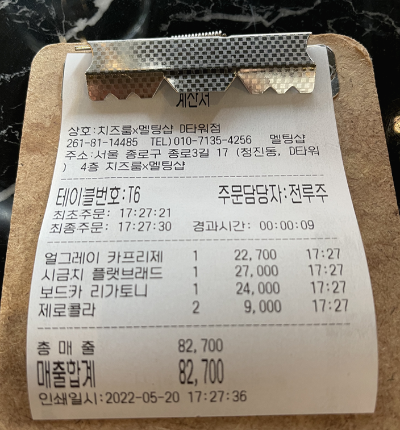 계산서
상호:치즈룸x멜팅샵 D타워점
261-81-14485 TEL)010-7135-4256 멜팅샵
주소:서울 종로구 종로3길 17 (청진동, D타워
) 4층 치즈룸x멜팅샵
테이블번호:T6 주문담당자:전루주
최초주문: 17:27:21
최종주문: 17:27:30 경과시간: 00:00:09
얼그레이 카프리제 1 22,700 17:27
시금치 플랫브래드 1 27,000 17:27
보드카 리가토니 1 24,000 17:27
제로콜라 2 9,000 17:27
총 매 출 82,700
매출합계 82,700
인쇄일시:2022-05-20 17:27:36